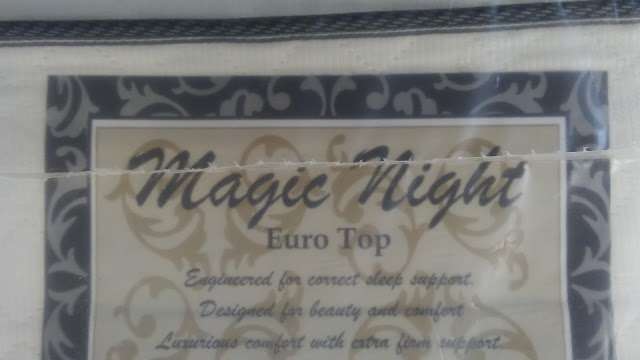 Magic Night
Euro Top
Engineered for correct sleep support.
Designed for beauty and comfort
Luxurious comfort with extra firm support